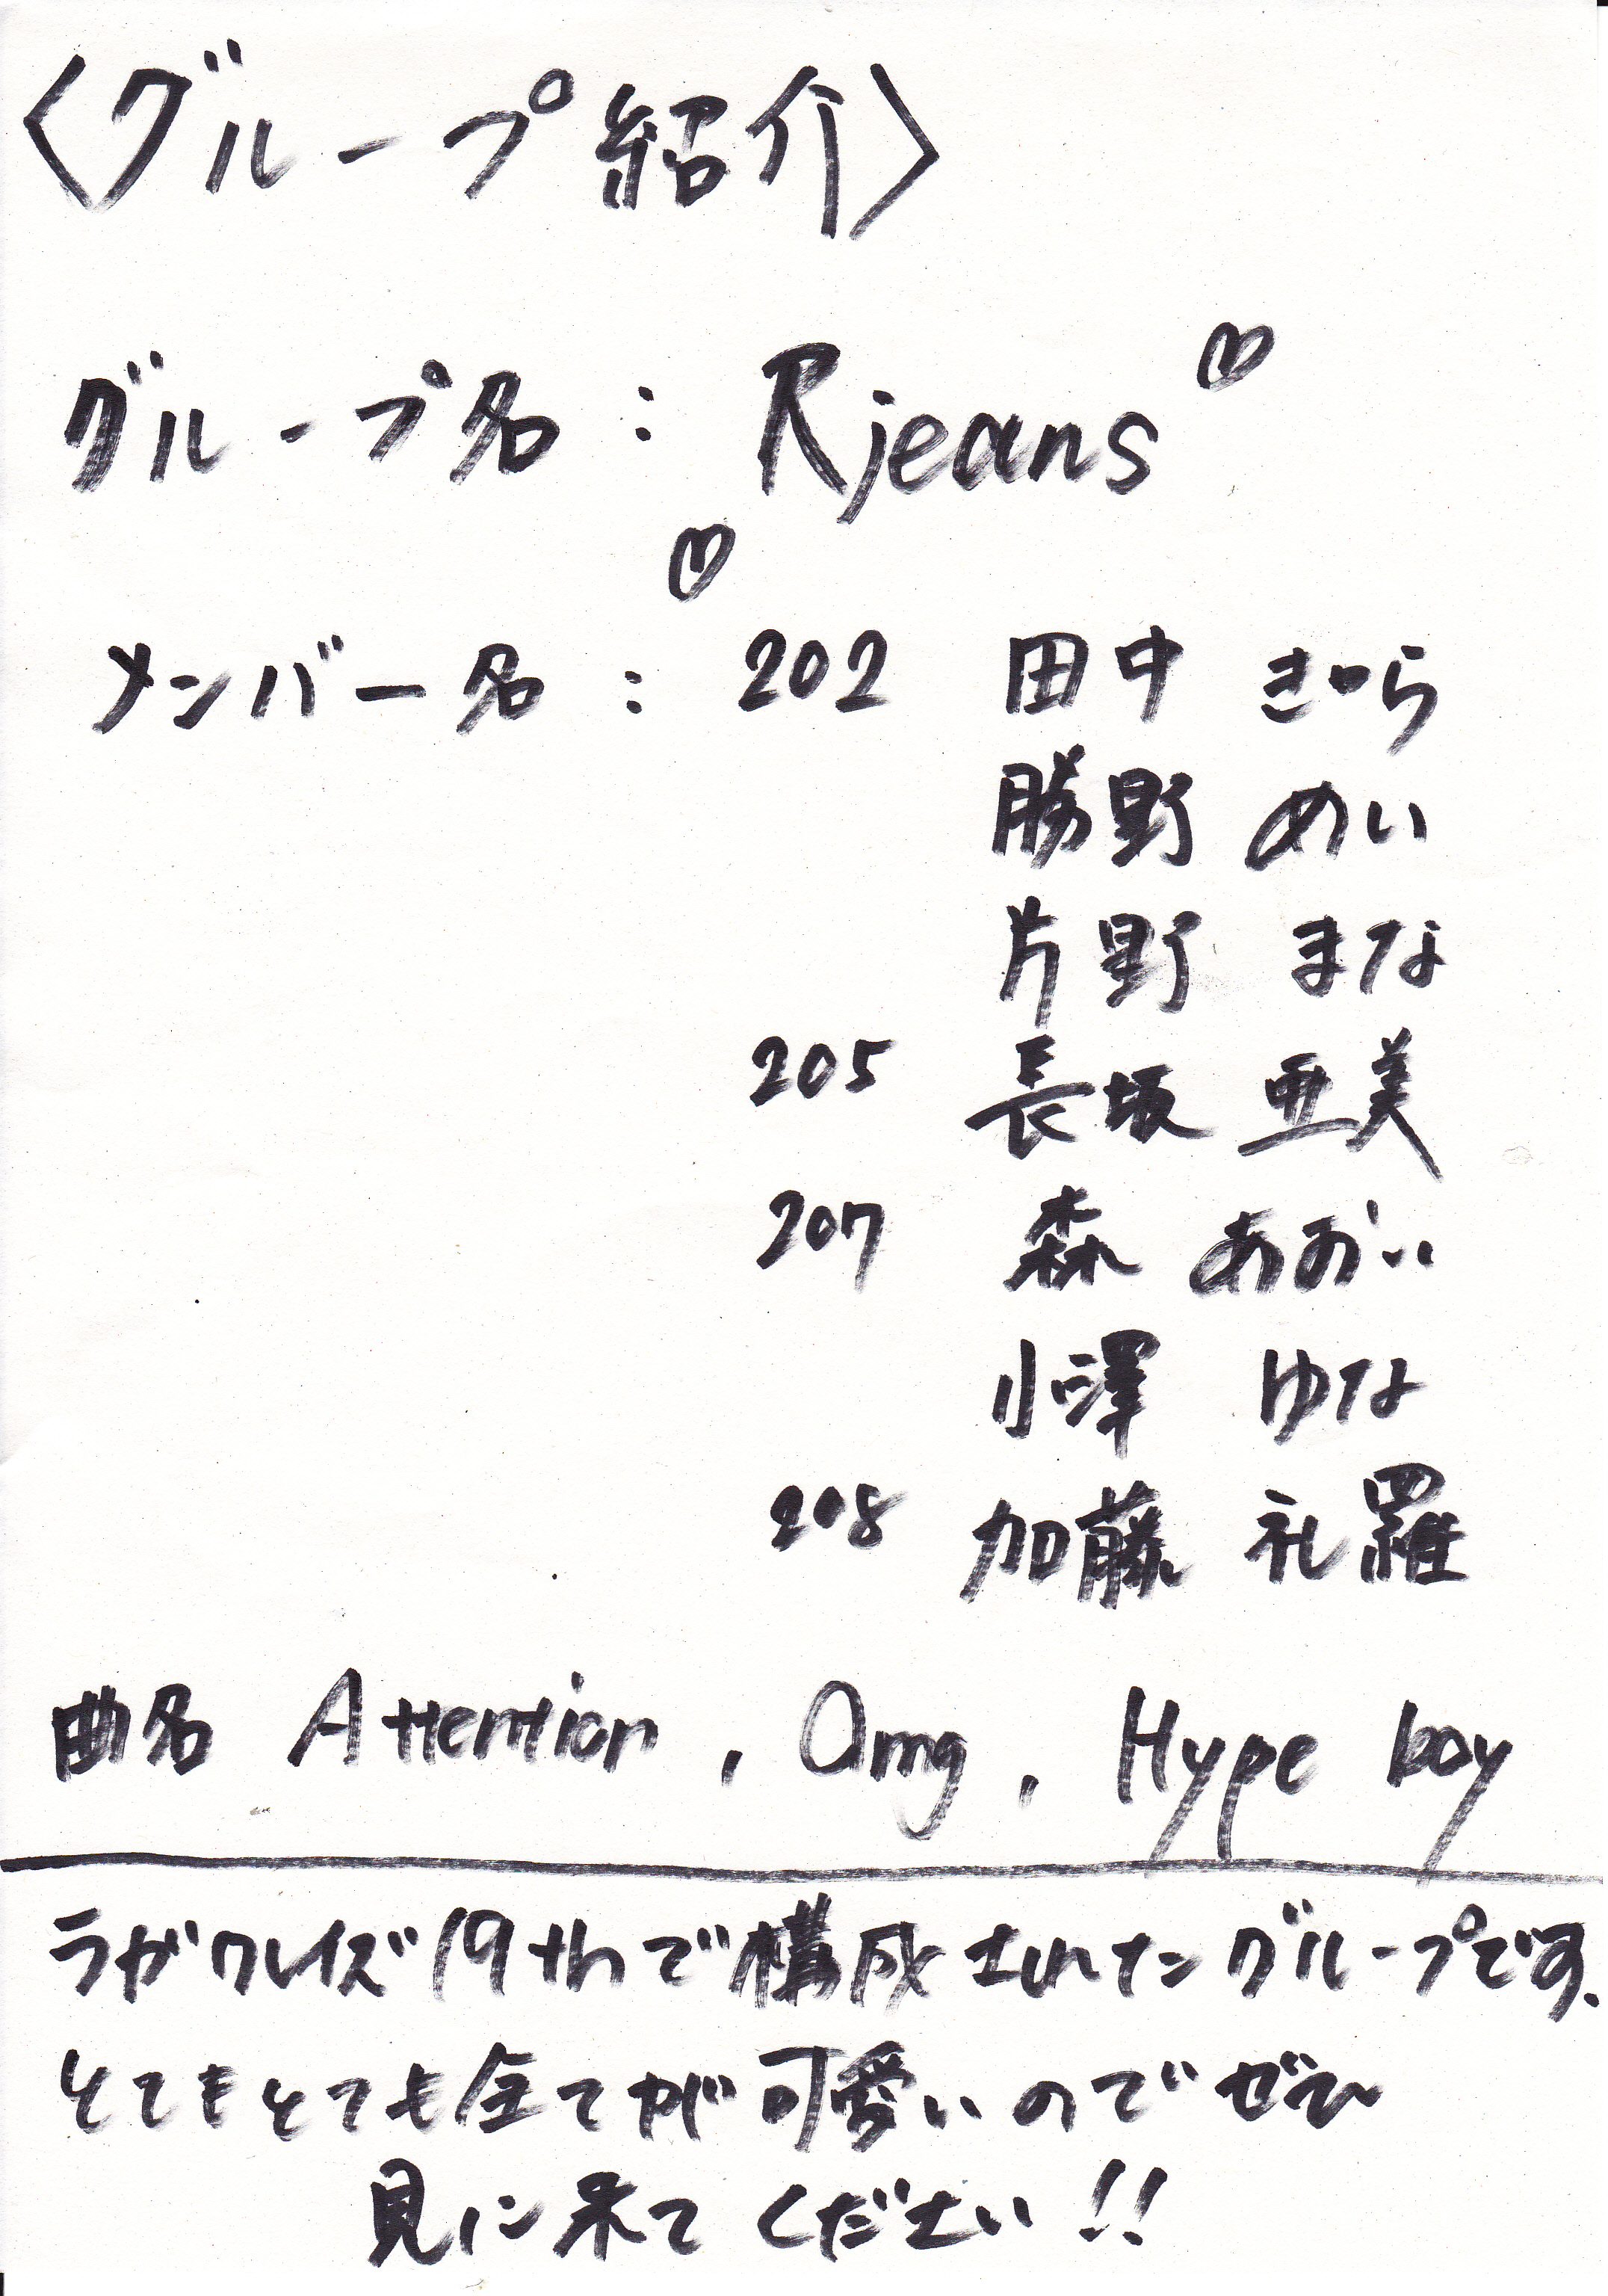 〈グループ紹介〉
グループ名 : Rjeans♡
♡
メンバー名 : 202 田中 きらら
勝野 めい
片野 まな
205 長坂 亜美
207 森 あおい
小澤 ゆな
208 加藤 礼羅
曲名 Attention , Omg , Hype boy
ラガクレイズ19thで構成されたグループです.
とてもとても全てが可愛いのでぜひ
見に来てください!!